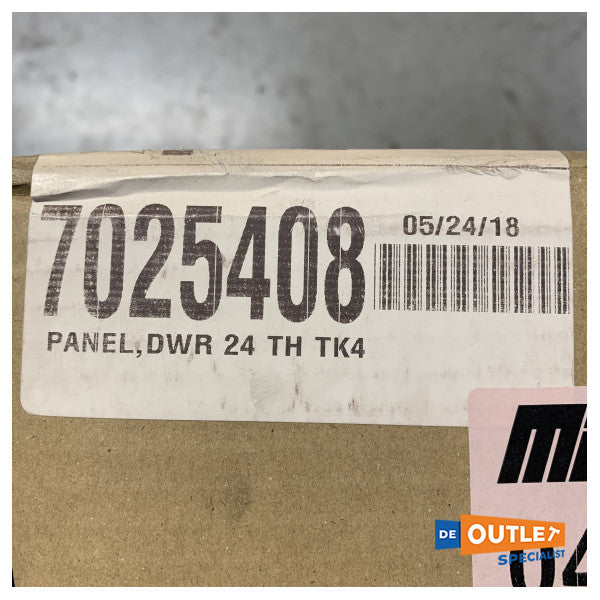 7025408
05/24/18
PANEL,DWR 24 TH TK4
DE OUTLET
SPECIALIST